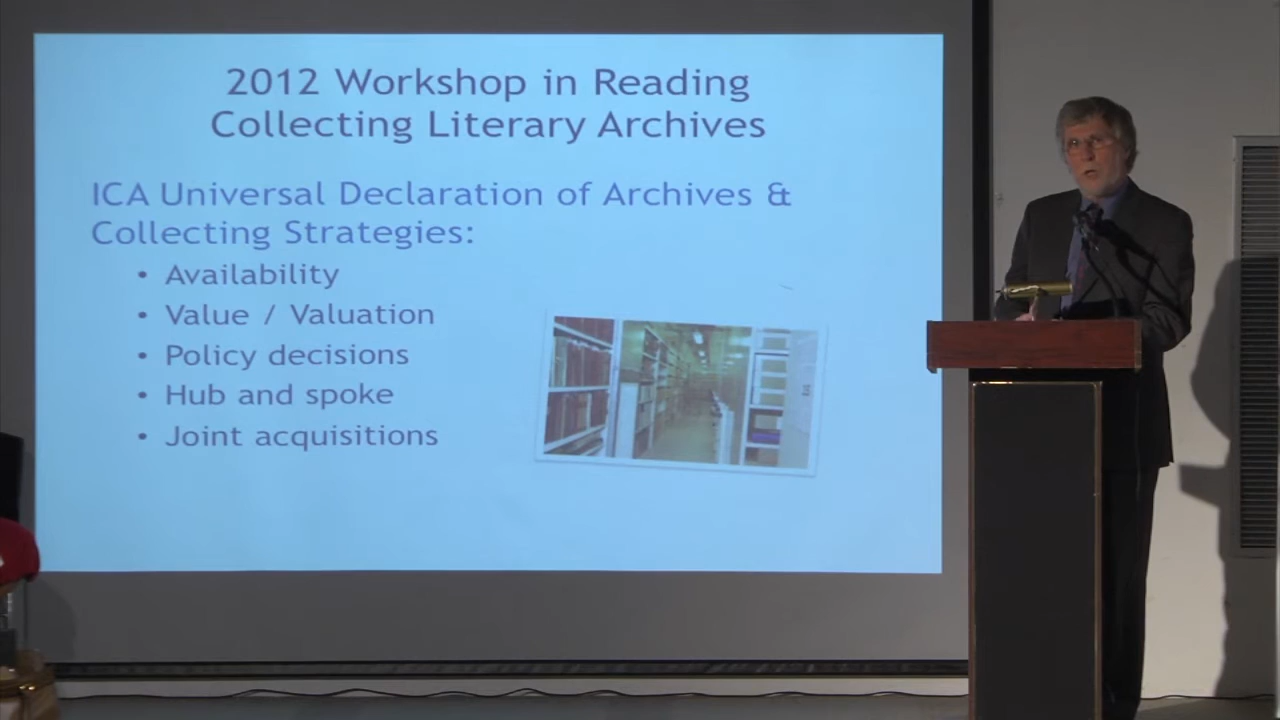 2012 Workshop in Reading
Collecting Literary Archives
ICA Universal Declaration of Archives &
Collecting Strategies:
• Availability
• Value / Valuation
• Policy decisions
• Hub and spoke
• Joint acquisitions